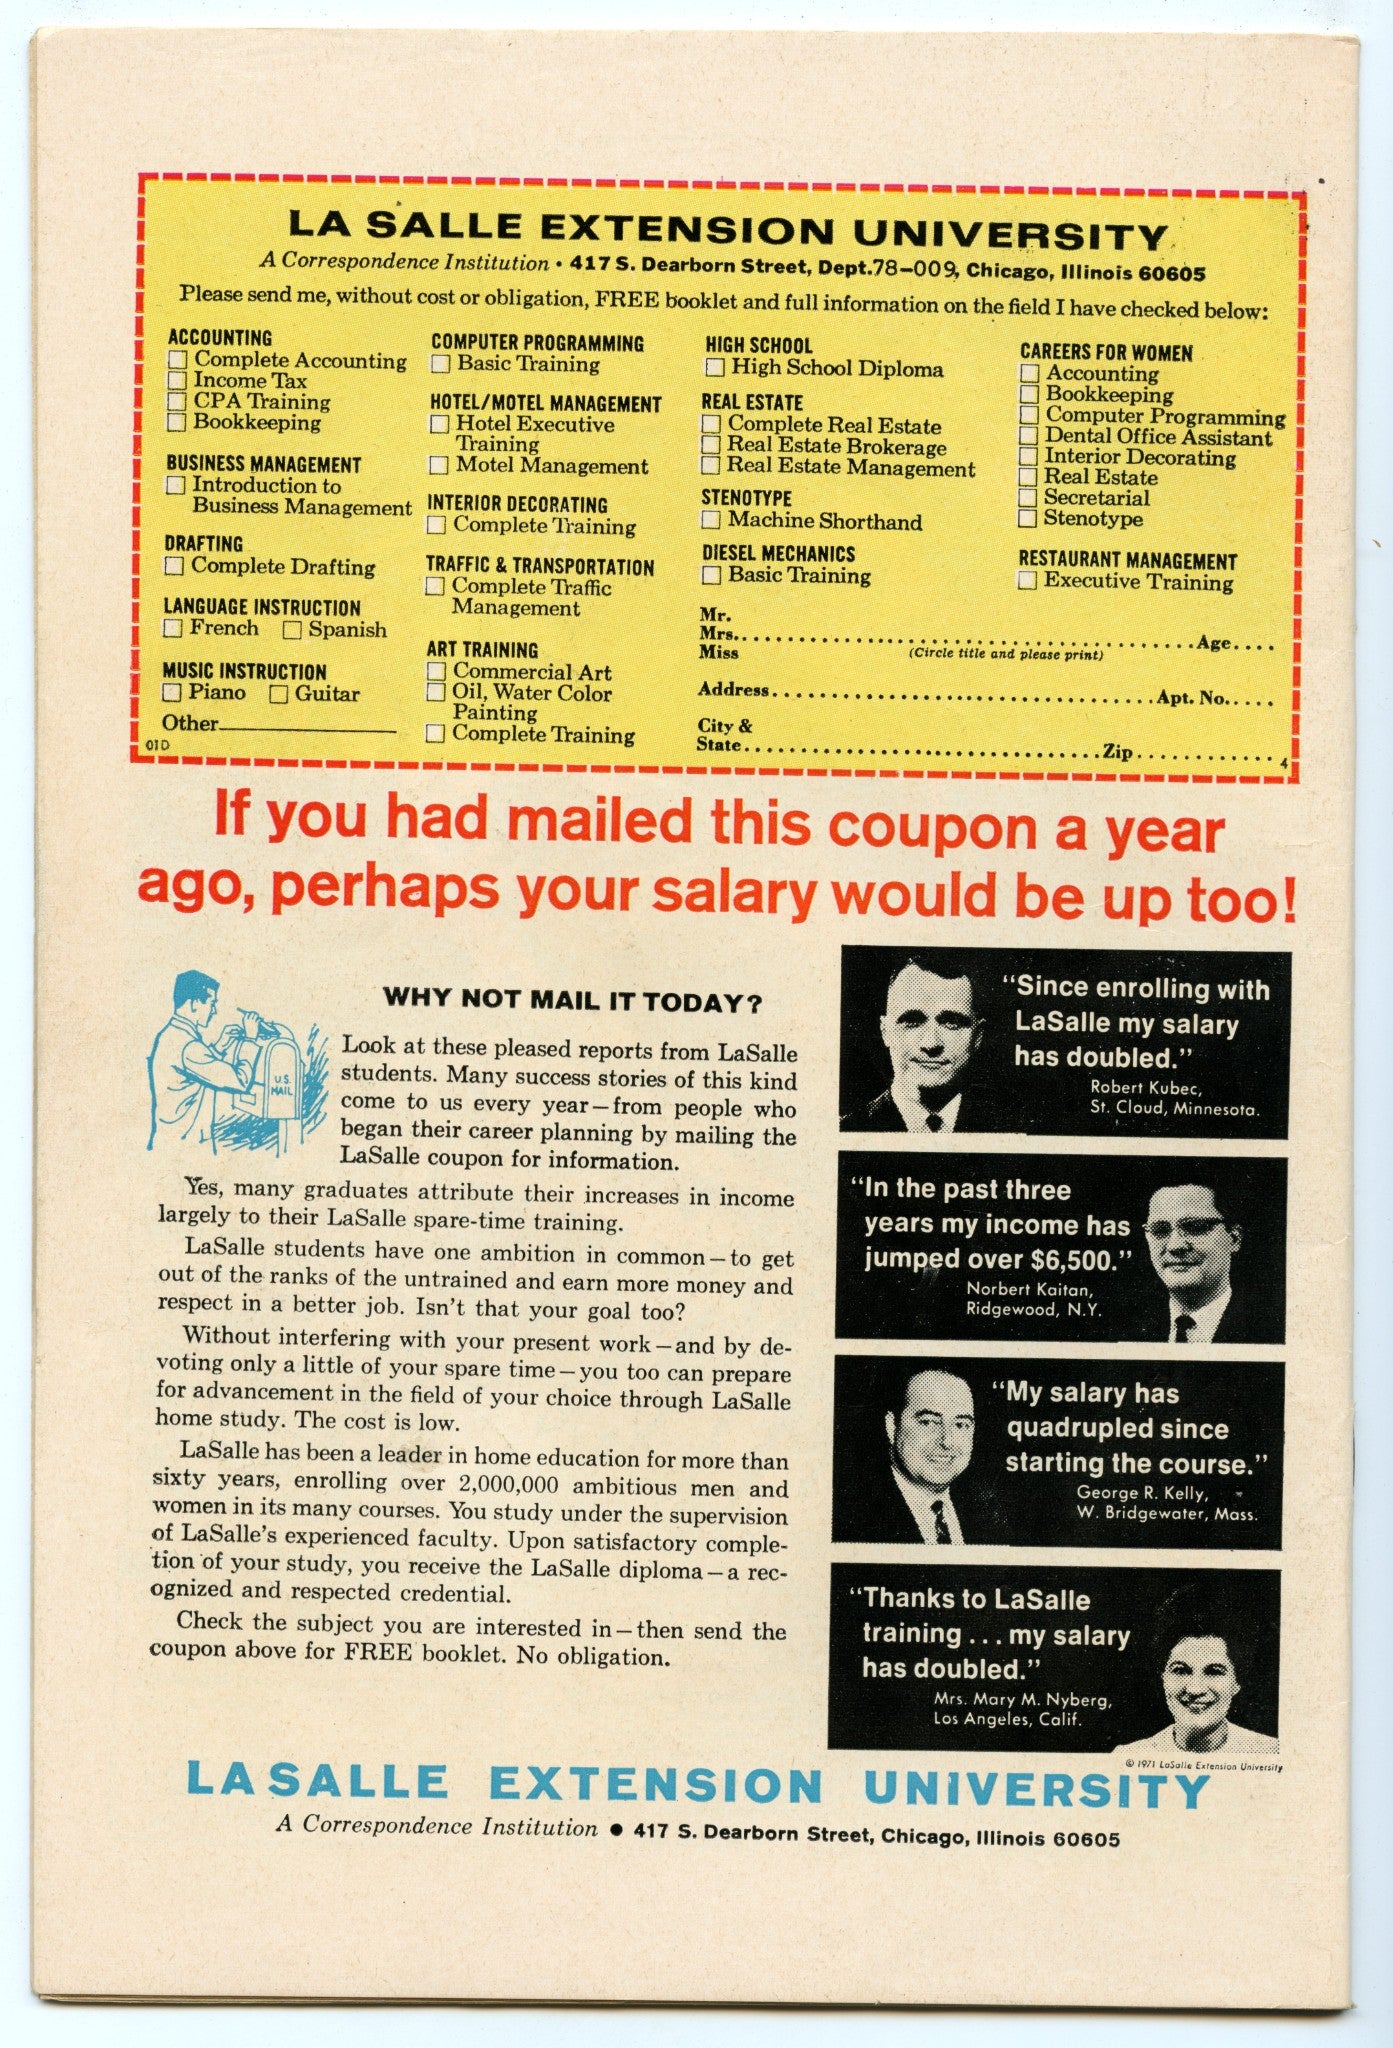 LA SALLE EXTENSION UNIVERSITY
A Correspondence Institution • 417 S. Dearborn Street, Dept.78-009, Chicago, Illinois 60605
Please send me, without cost or obligation, FREE booklet and full information on the field I have checked below:
ACCOUNTING
Complete Accounting
Income Tax
CPA Training
Bookkeeping
BUSINESS MANAGEMENT
Introduction to
Business Management
DRAFTING
Complete Drafting
LANGUAGE INSTRUCTION
French Spanish
MUSIC INSTRUCTION
Piano Guitar
Other
01D
COMPUTER PROGRAMMING
Basic Training
HOTEL/MOTEL MANAGEMENT
Hotel Executive
Training
Motel Management
INTERIOR DECORATING
Complete Training
TRAFFIC & TRANSPORTATION
Complete Traffic
Management
ART TRAINING
Commercial Art
Oil, Water Color
Painting
Complete Training
HIGH SCHOOL
High School Diploma
REAL ESTATE
Complete Real Estate
Real Estate Brokerage
Real Estate Management
STENOTYPE
Machine Shorthand
DIESEL MECHANICS
Basic Training
CAREERS FOR WOMEN
Accounting
Bookkeeping
Computer Programming
Dental Office Assistant
Interior Decorating
Real Estate
Secretarial
Stenotype
RESTAURANT MANAGEMENT
Executive Training
Mr.
Mrs. Age
Miss (Circle title and please print)
Address Apt. No.
City &
State Zip
4
If you had mailed this coupon a year
ago, perhaps your salary would be up too!
U.S.
MAIL
WHY NOT MAIL IT TODAY?
Look at these pleased reports from LaSalle
students. Many success stories of this kind
come to us every year—from people who
began their career planning by mailing the
LaSalle coupon for information.
Yes, many graduates attribute their increases in income
largely to their LaSalle spare-time training.
LaSalle students have one ambition in common—to get
out of the ranks of the untrained and earn more money and
respect in a better job. Isn't that your goal too?
Without interfering with your present work—and by de-
voting only a little of your spare time—you too can prepare
for advancement in the field of your choice through LaSalle
home study. The cost is low.
LaSalle has been a leader in home education for more than
sixty years, enrolling over 2,000,000 ambitious men and
women in its many courses. You study under the supervision
of LaSalle's experienced faculty. Upon satisfactory comple-
tion of your study, you receive the LaSalle diploma—a rec-
ognized and respected credential.
Check the subject you are interested in—then send the
coupon above for FREE booklet. No obligation.
"Since enrolling with
LaSalle my salary
has doubled."
Robert Kubec,
St. Cloud, Minnesota.
"In the past three
years my income has
jumped over $6,500."
Norbert Kaitan,
Ridgewood, N.Y.
"My salary has
quadrupled since
starting the course."
George R. Kelly,
W. Bridgewater, Mass.
"Thanks to LaSalle
training ... my salary
has doubled."
Mrs. Mary M. Nyberg,
Los Angeles, Calif.
© 1971 LaSalle Extension University
LA SALLE EXTENSION UNIVERSITY
A Correspondence Institution ● 417 S. Dearborn Street, Chicago, Illinois 60605